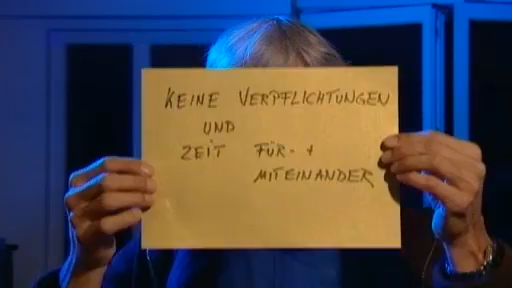 KEINE VERPFLICHTUNGEN
UND
ZEIT FÜR- +
MITEINANDER